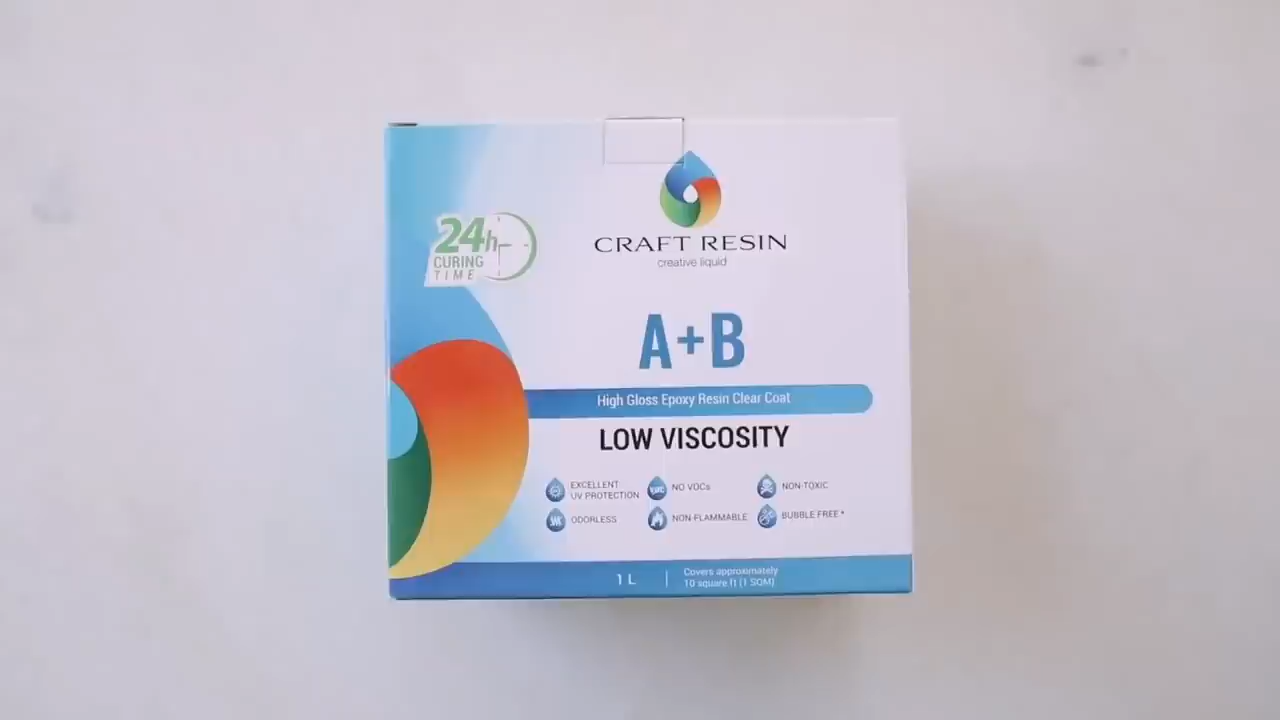 24h
CURING
TIME
CRAFT RESIN
creative liquid
A+B
High Gloss Epoxy Resin Clear Coat
LOW VISCOSITY
EXCELLENT
UV PROTECTION
NO VOCs
NON-TOXIC
ODORLESS
NON-FLAMMABLE
BUBBLE FREE *
1 L
Covers approximately
10 square ft (1 SQM)